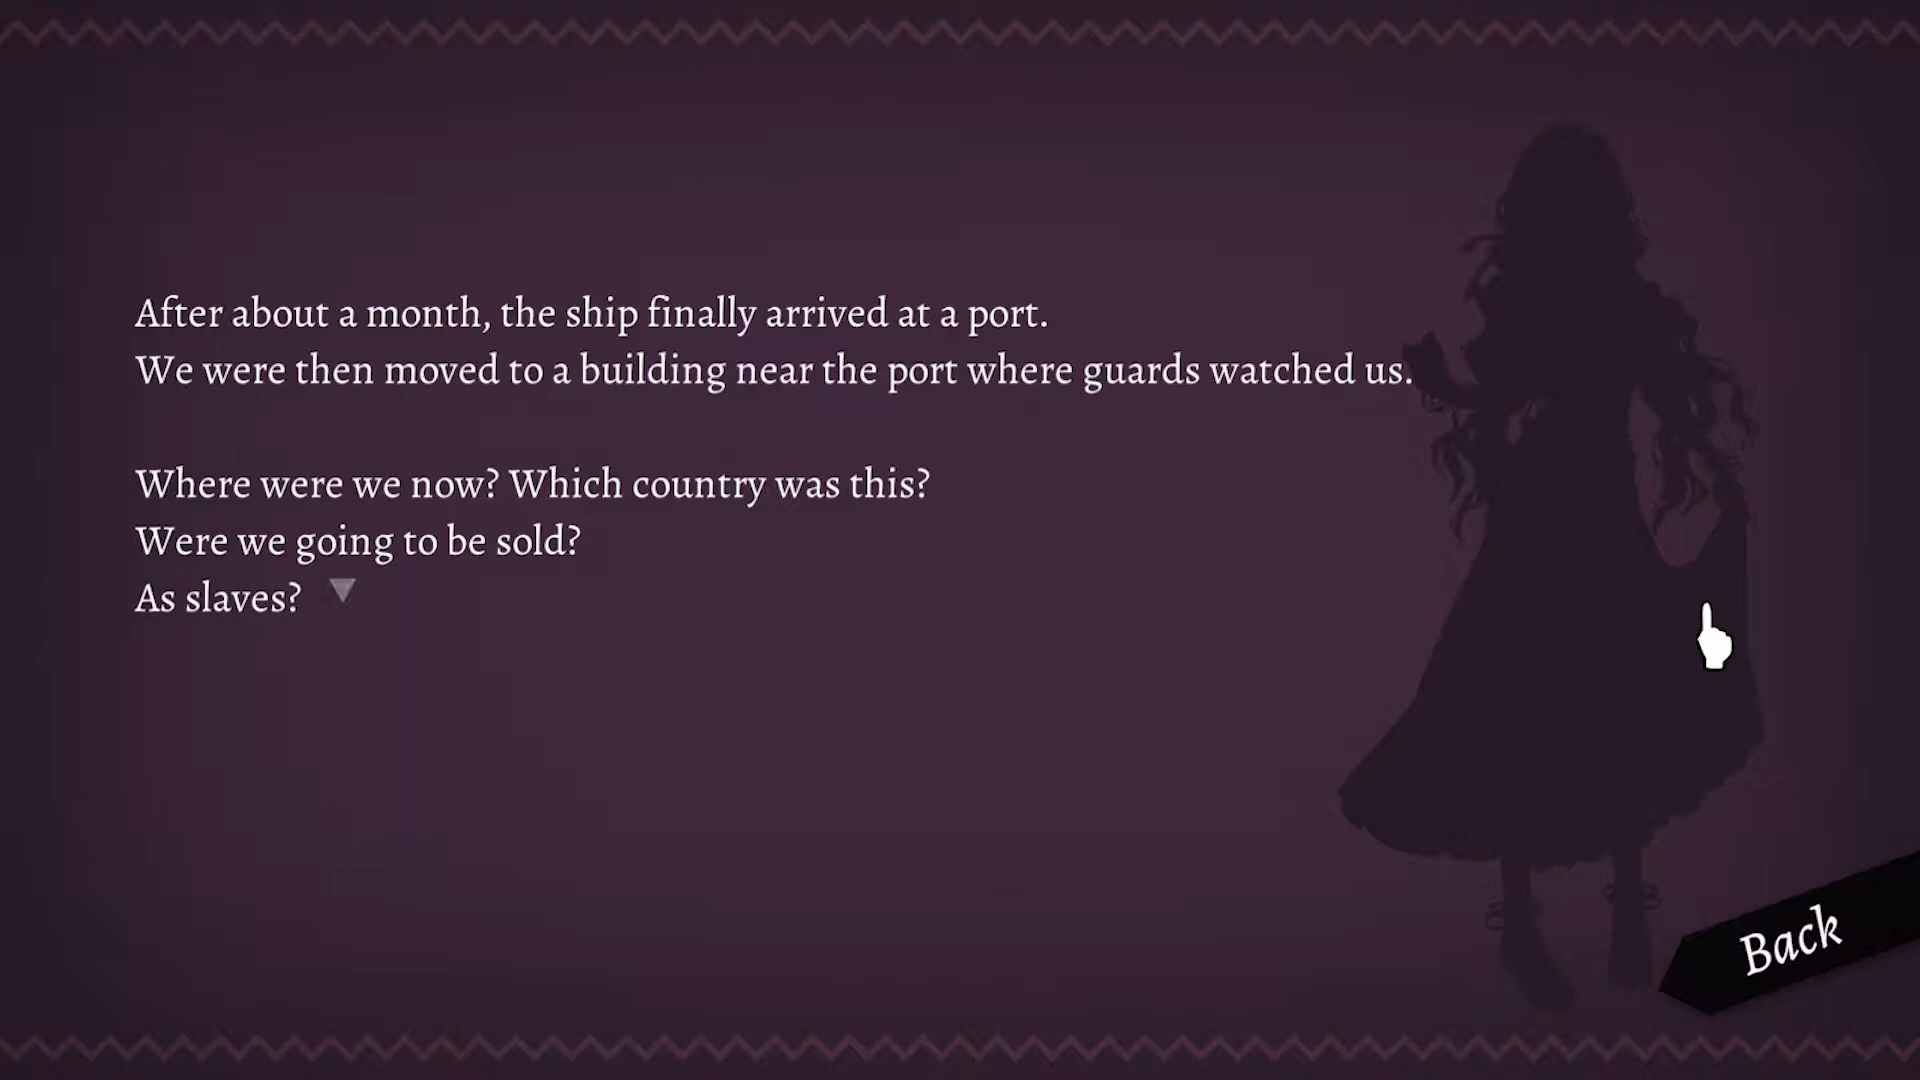 After about a month, the ship finally arrived at a port.
We were then moved to a building near the port where guards watched us.
Where were we now? Which country was this?
Were we going to be sold?
As slaves?
Back